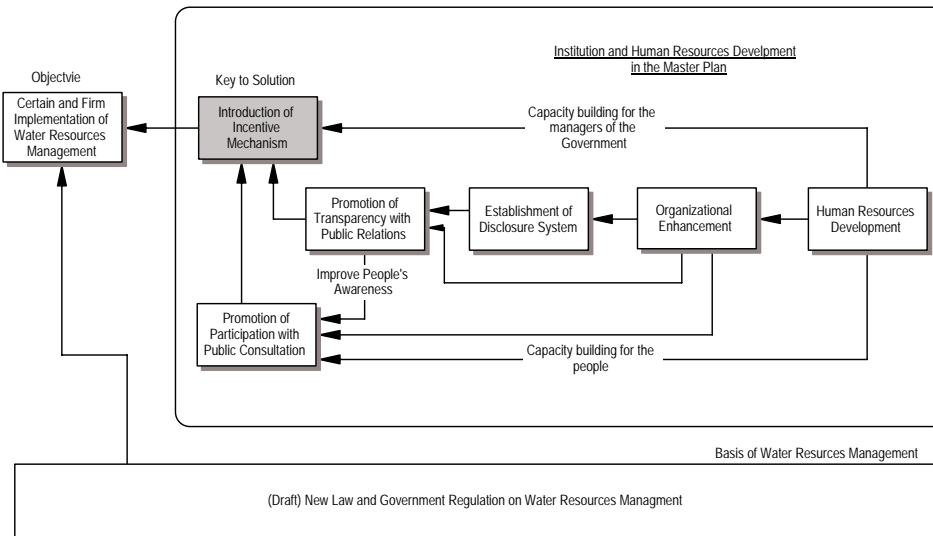 Institution and Human Resources Develpment
in the Master Plan
Objectvie
Key to Solution
Certain and Firm
Implementation of
Water Resources
Management
Introduction of
Incentive
Mechanism
Capacity building for the
managers of the
Government
Promotion of
Transparency with
Public Relations
Establishment of
Disclosure System
Organizational
Enhancement
Human Resources
Development
Improve People's
Awareness
Promotion of
Participation with
Public Consultation
Capacity building for the
people
Basis of Water Resurces Management
(Draft) New Law and Government Regulation on Water Resources Managment